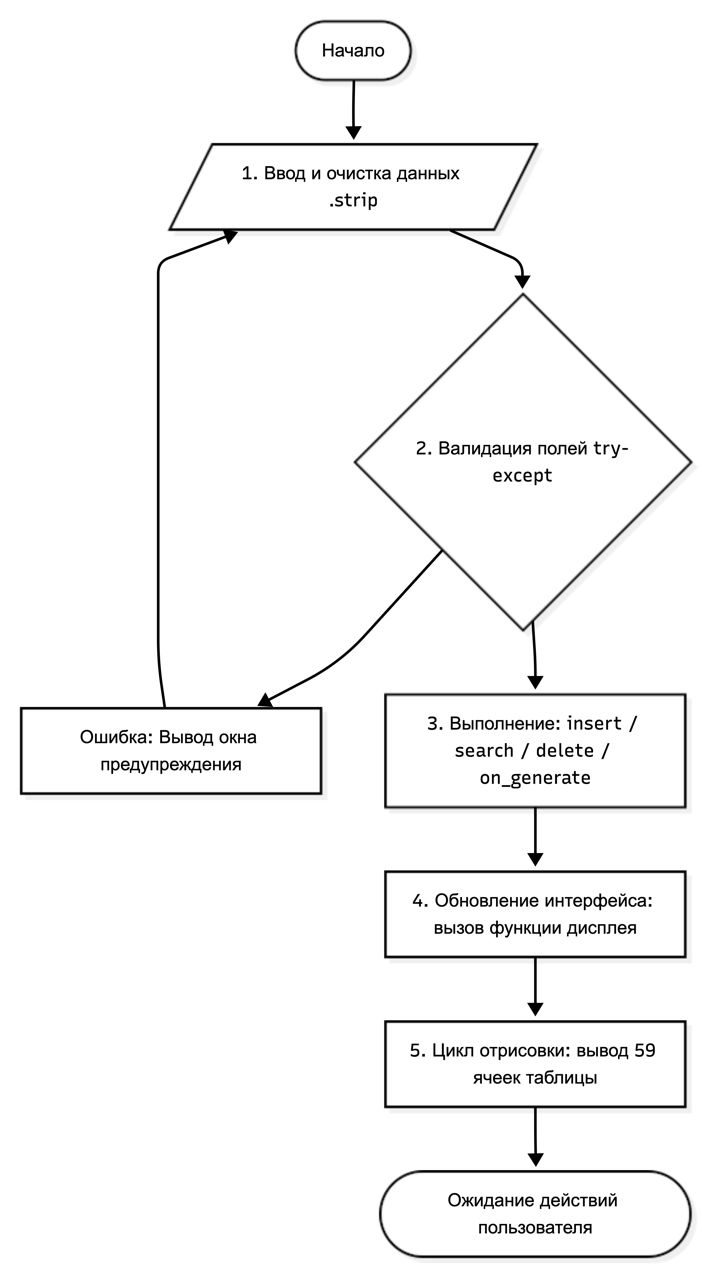 Начало
1. Ввод и очистка данных
.strip
2. Валидация полей try-
except
Ошибка: Вывод окна
предупреждения
3. Выполнение: insert /
search / delete /
on_generate
4. Обновление интерфейса:
вызов функции дисплея
5. Цикл отрисовки: вывод 59
ячеек таблицы
Ожидание действий
пользователя